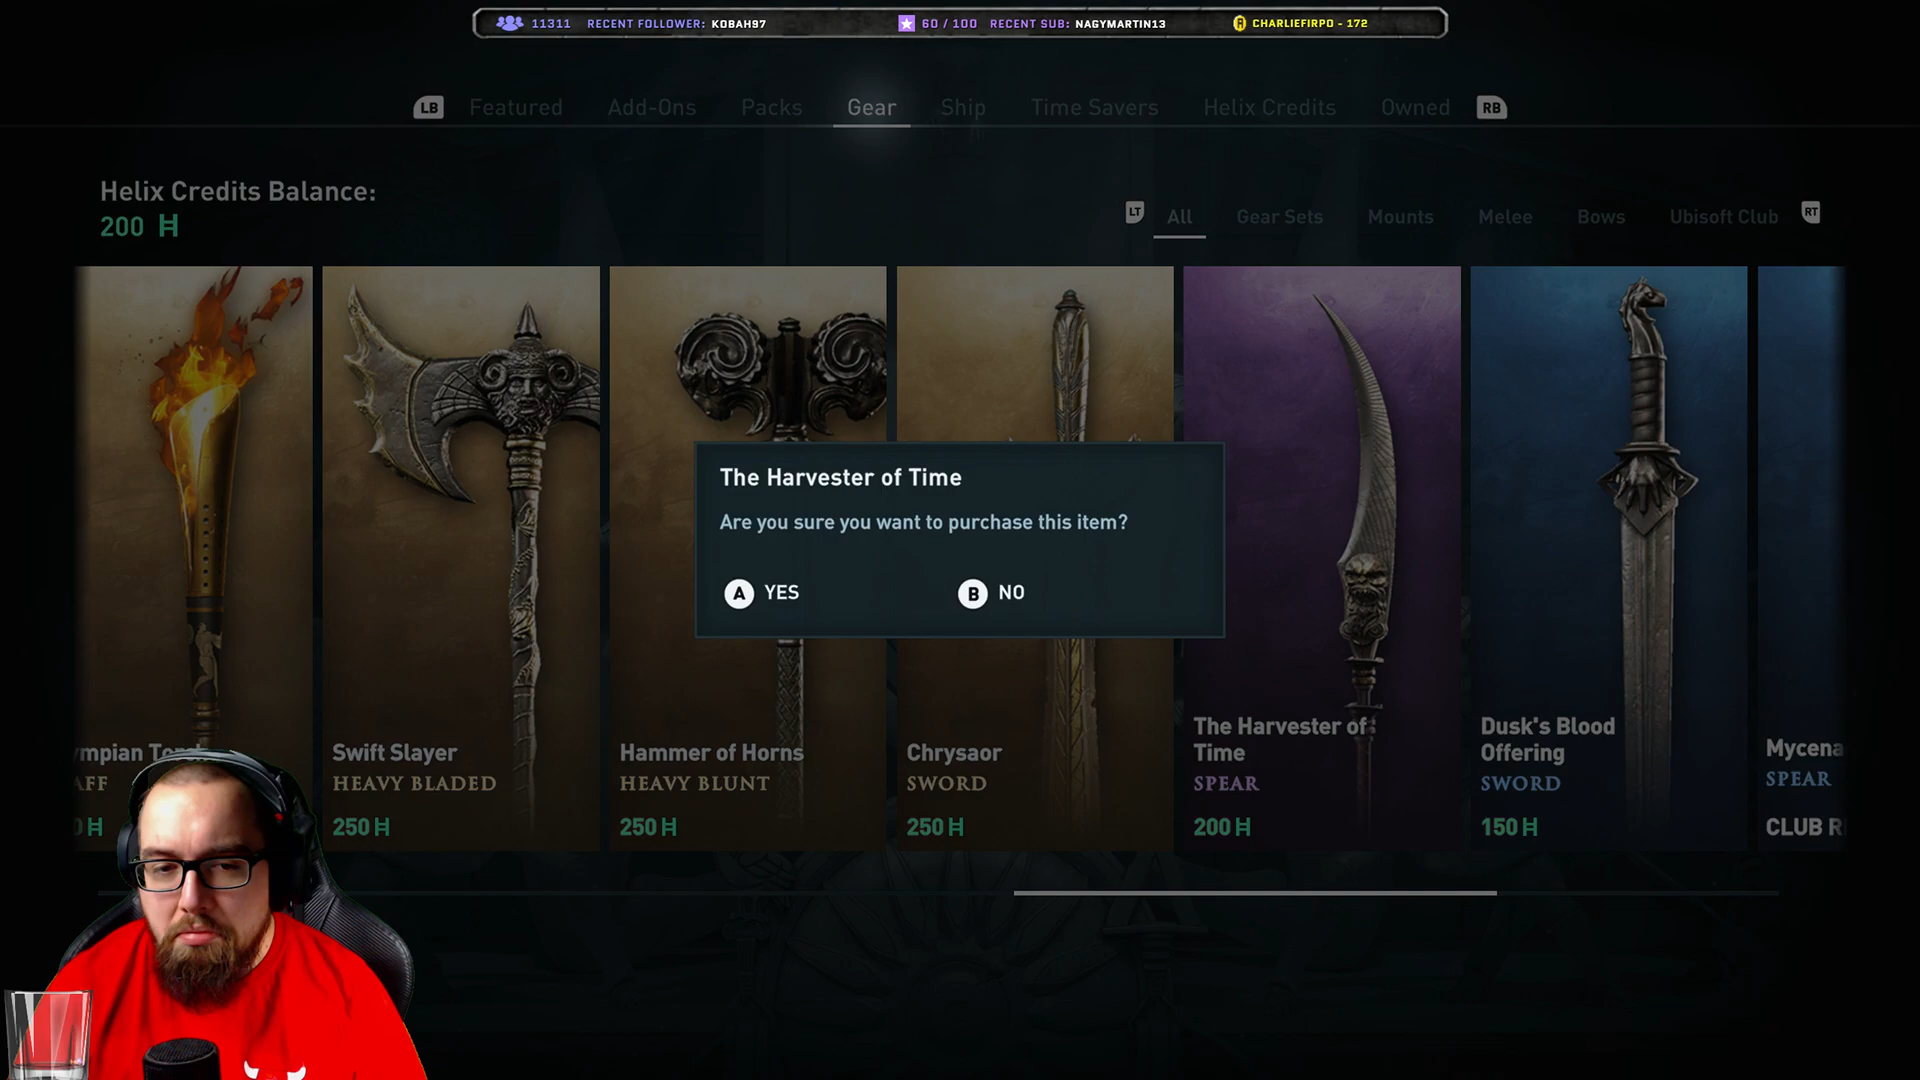 11311 RECENT FOLLOWER: KOBAH97
60 / 100 RECENT SUB: NAGYMARTIN13
CHARLIEFIRPO - 172
LB Featured Add-Ons Packs Gear Ship Time Savers Helix Credits Owned RB
Helix Credits Balance:
200 H
LT All Gear Sets Mounts Melee Bows Ubisoft Club RT
The Harvester of Time
Are you sure you want to purchase this item?
A YES
B NO
Swift Slayer
HEAVY BLADED
250 H
Hammer of Horns
HEAVY BLUNT
250 H
Chrysaor
SWORD
250 H
The Harvester of
Time
SPEAR
200 H
Dusk's Blood
Offering
SWORD
150 H
Mycena
SPEAR
CLUB R